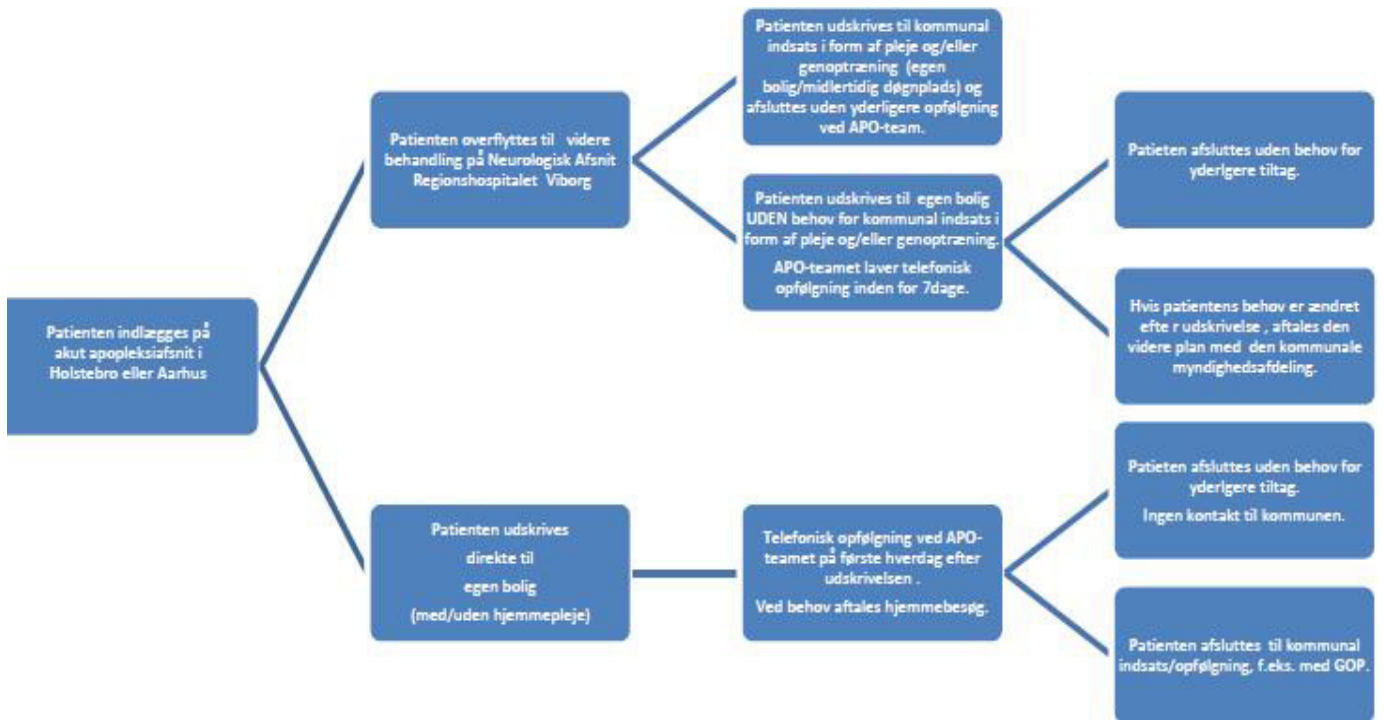 Patienten indlægges på
akut apopleksiafsnit i
Holstebro eller Aarhus
Patienten overflyttes til videre
behandling på Neurologisk Afsnit
Regionshospitalet Viborg
Patienten udskrives til kommunal
indsats i form af pleje og/eller
genoptræning (egen
bolig/midlertidig døgnplads) og
afsluttes uden yderligere opfølgning
ved APO-team.
Patienten udskrives til egen bolig
UDEN behov for kommunal indsats i
form af pleje og/eller genoptræning.
APO-teamet laver telefonisk
opfølgning inden for 7dage.
Patieten afsluttes uden behov for
yderlgere tiltag.
Hvis patientens behov er ændret
efte r udskrivelse , aftales den
videre plan med den kommunale
myndighedsafdeling.
Patienten udskrives
direkte til
egen bolig
(med/uden hjemmepleje)
Telefonisk opfølgning ved APO-
teamet på første hverdag efter
udskrivelsen .
Ved behov aftales hjemmebesøg.
Patieten afsluttes uden behov for
yderlgere tiltag.
Ingen kontakt til kommunen.
Patienten afsluttes til kommunal
indsats/opfølgning, f.eks. med GOP.